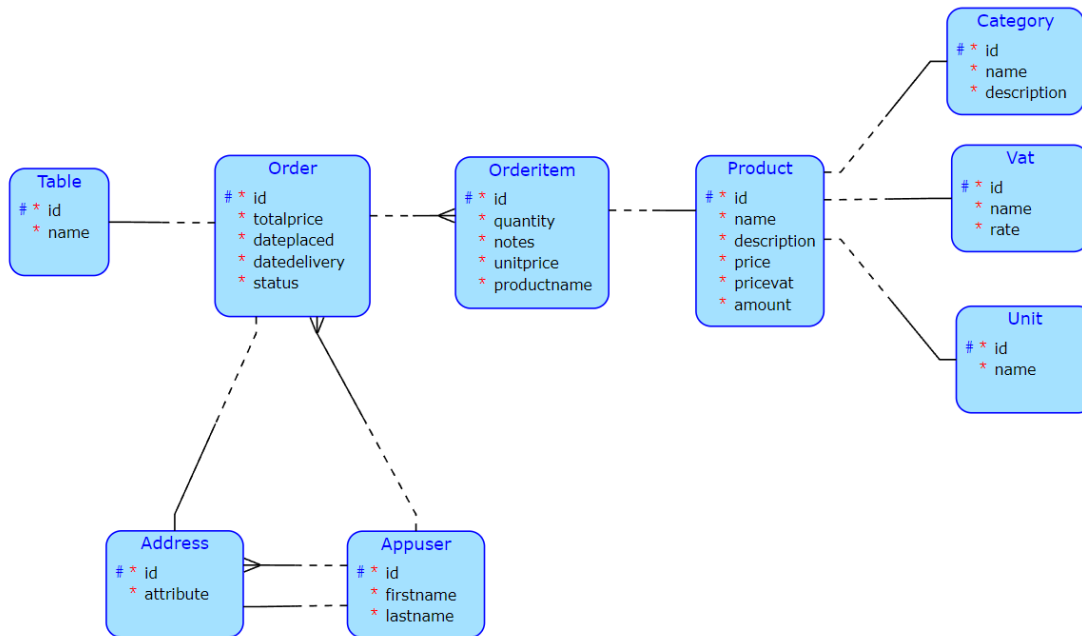 Category
# * id
* name
* description
Vat
# * id
* name
* rate
Unit
# * id
* name
Table
# * id
* name
Order
# * id
* totalprice
* dateplaced
* datedelivery
* status
Orderitem
# * id
* quantity
* notes
* unitprice
* productname
Product
# * id
* name
* description
* price
* pricevat
* amount
Address
# * id
* attribute
Appuser
# * id
* firstname
* lastname